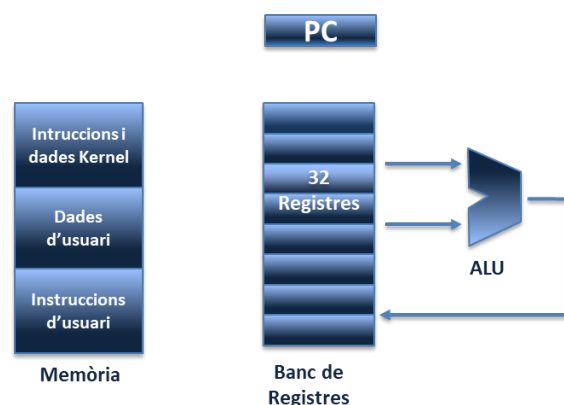 PC
Intruccions i
dades Kernel
Dades
d'usuari
Instruccions
d'usuari
Memòria
32
Registres
Banc de
Registres
ALU